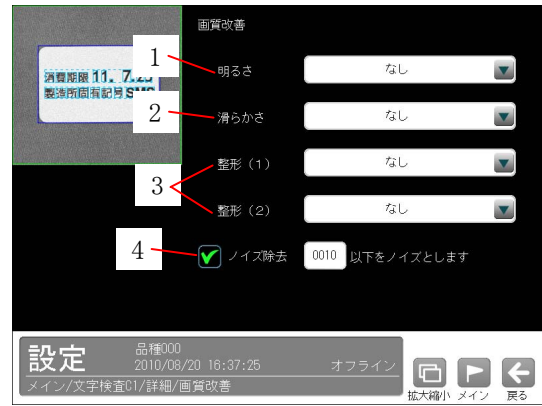 画質改善
1
明るさ
なし
消費期限 11. 7.25
製造所固有記号 SMC
2
滑らかさ
なし
3
整形（1）
なし
整形（2）
なし
4
ノイズ除去 0010 以下をノイズとします
設定
品種000
2010/08/20 16:37:25
オフライン
メイン/文字検査C1/詳細/画質改善
拡大縮小 メイン 戻る